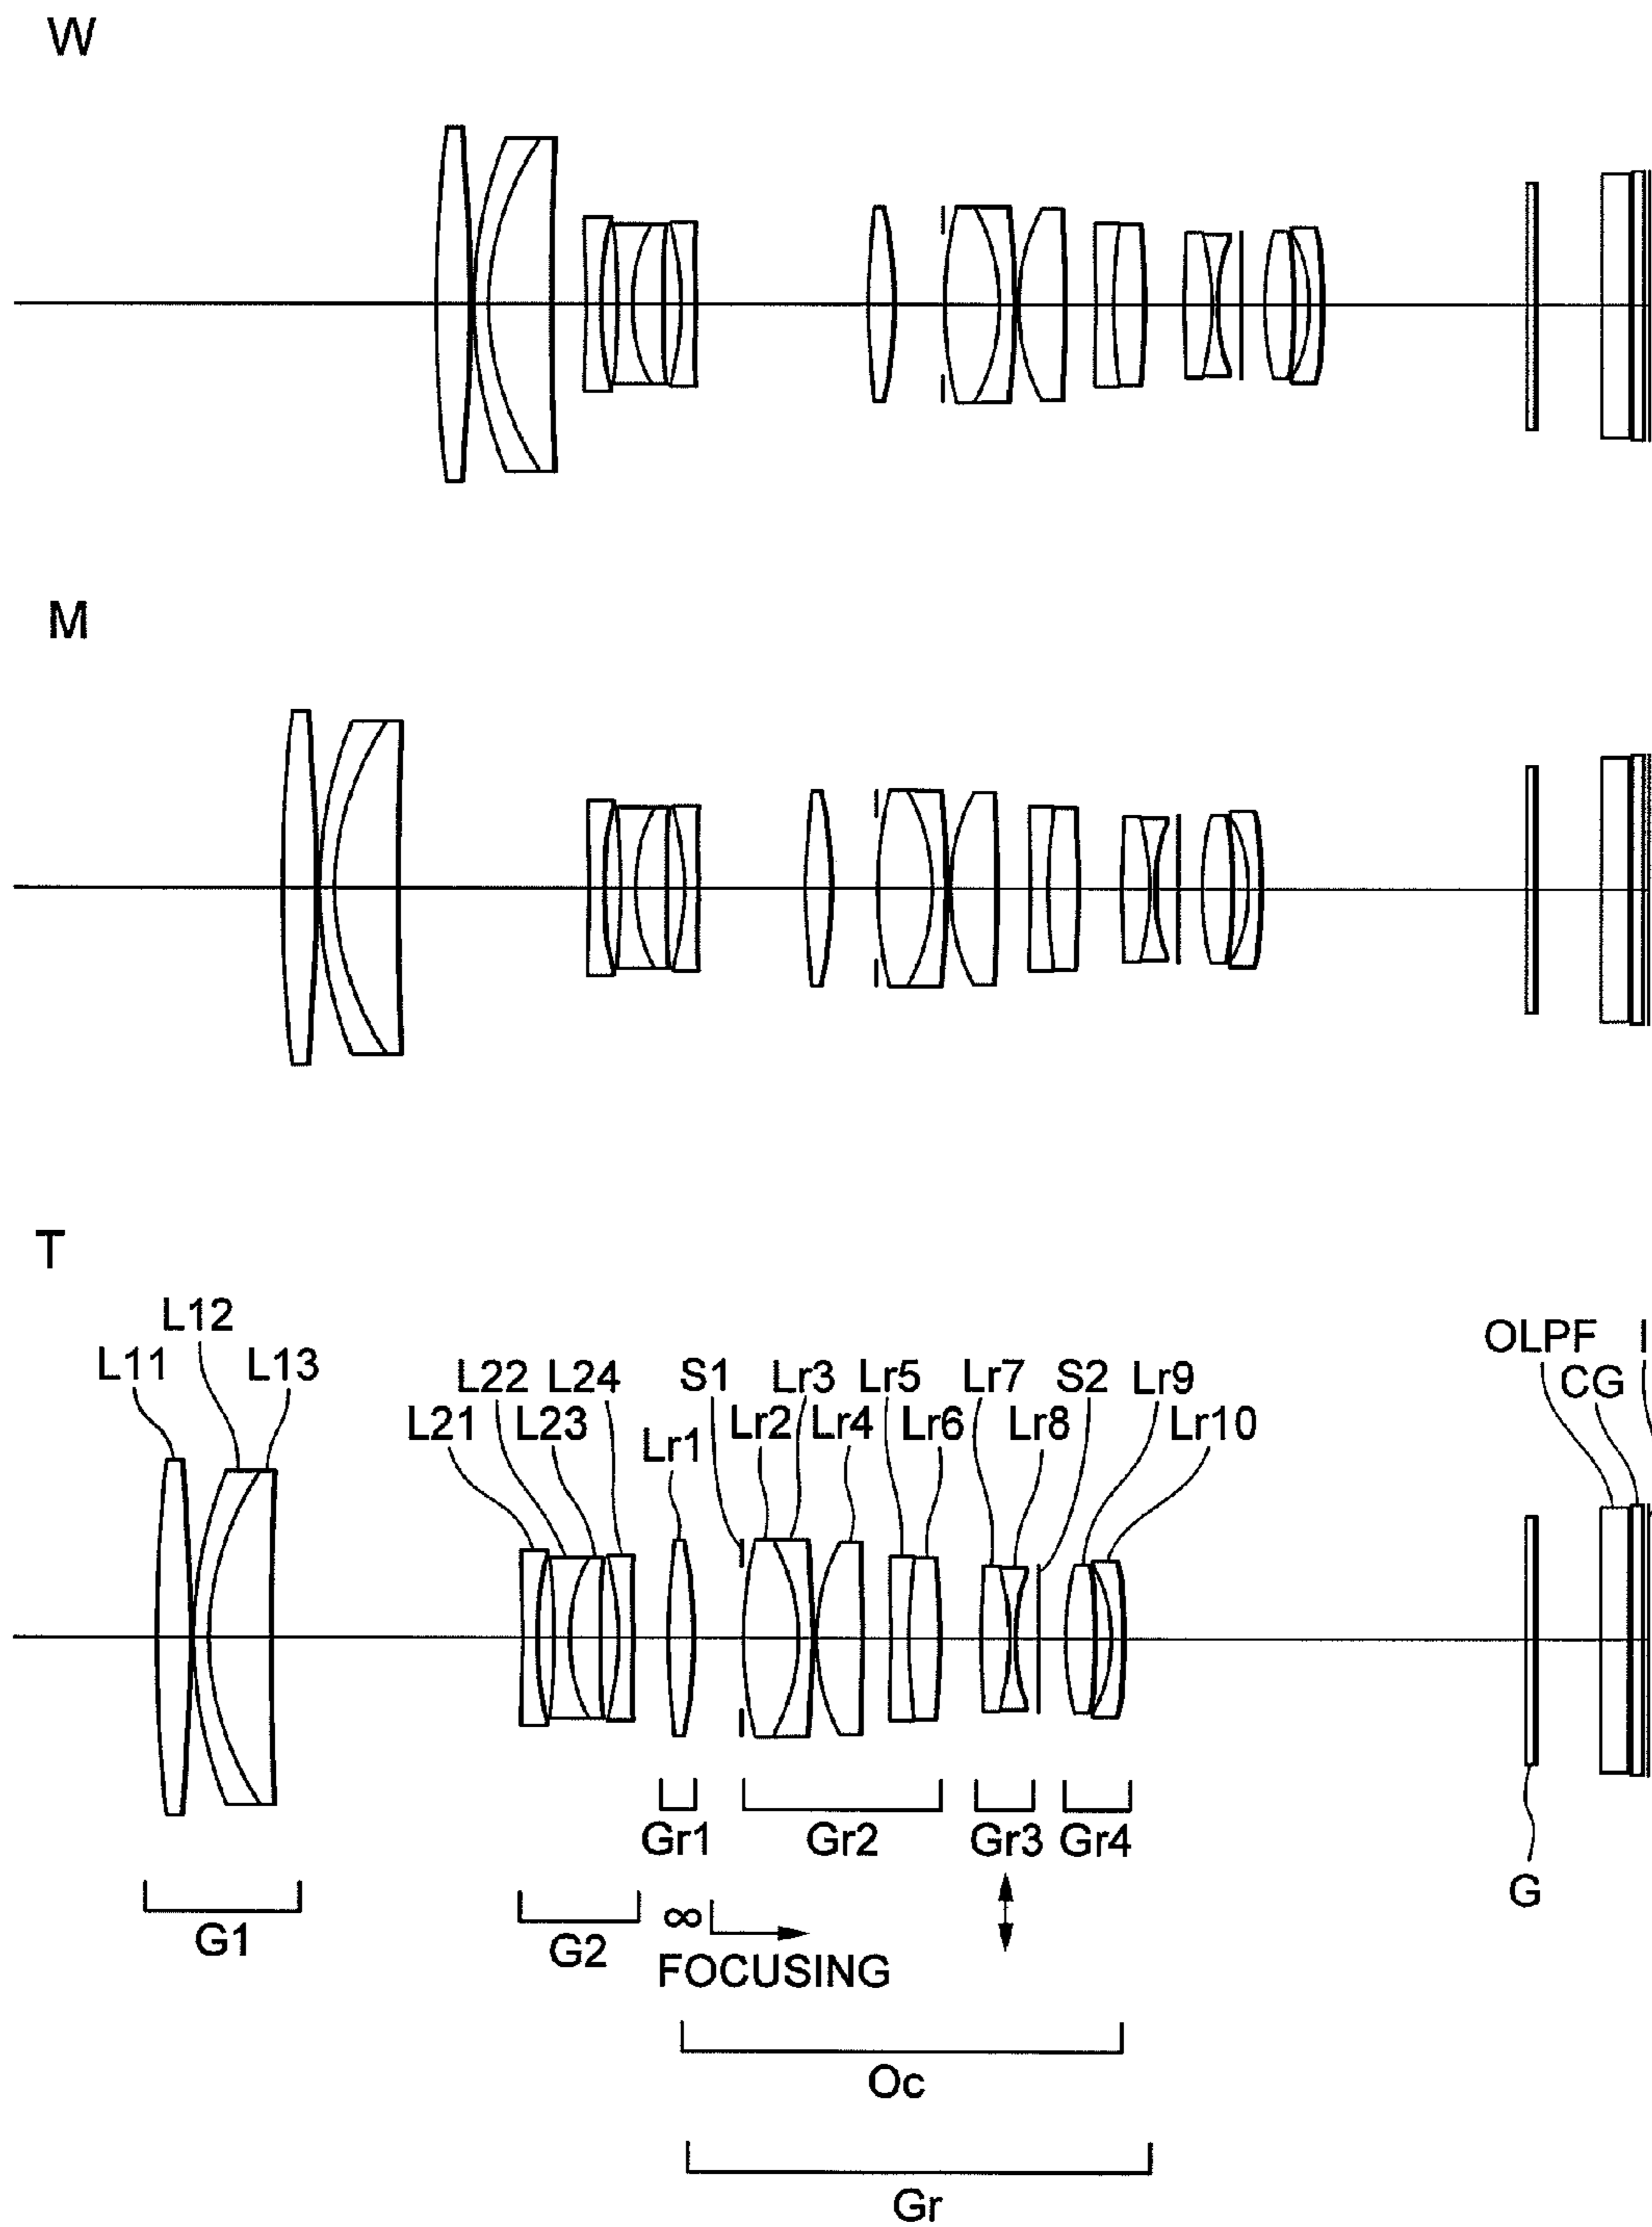 W
M
T
L12
L11
L13
OLPF
I
CG
L22
L24
S1
Lr3
Lr5
Lr7
S2
Lr9
L21
L23
Lr1
Lr2
Lr4
Lr6
Lr8
Lr10
Gr1
Gr2
Gr3
Gr4
G
G1
G2
∞
FOCUSING
Oc
Gr